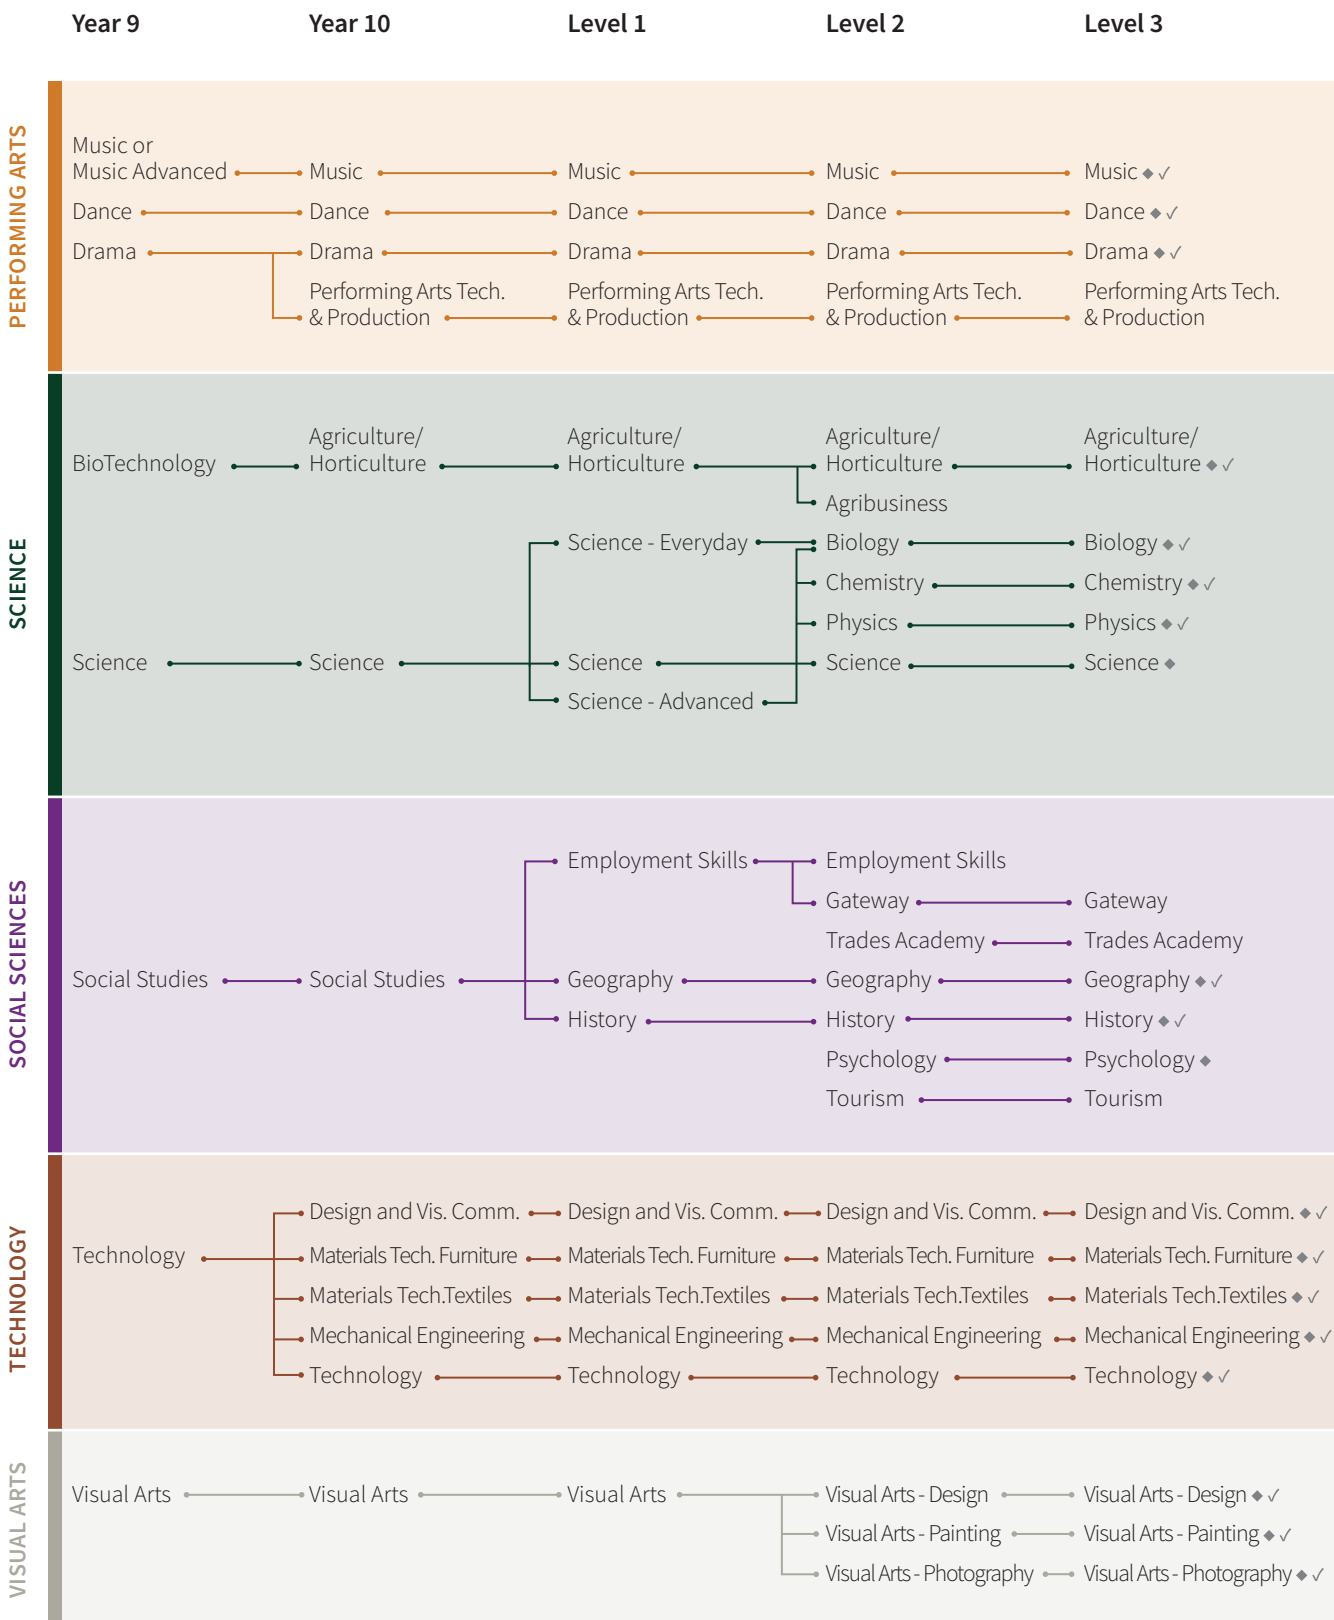 Year 9 Year 10 Level 1 Level 2 Level 3
PERFORMING ARTS
Music or
Music Advanced Music Music Music Music ◆ ✓
Dance Dance Dance Dance Dance ◆ ✓
Drama Drama Drama Drama Drama ◆ ✓
Performing Arts Tech. Performing Arts Tech. Performing Arts Tech. Performing Arts Tech.
& Production & Production & Production & Production
SCIENCE
Agriculture/ Agriculture/ Agriculture/ Agriculture/
BioTechnology Horticulture Horticulture Horticulture Horticulture ◆ ✓
Agribusiness
Science - Everyday Biology Biology ◆ ✓
Chemistry Chemistry ◆ ✓
Physics Physics ◆ ✓
Science Science Science Science Science ◆
Science - Advanced
SOCIAL SCIENCES
Employment Skills Employment Skills
Gateway Gateway
Trades Academy Trades Academy
Social Studies Social Studies Geography Geography Geography ◆ ✓
History History History ◆ ✓
Psychology Psychology ◆
Tourism Tourism
TECHNOLOGY
Design and Vis. Comm. Design and Vis. Comm. Design and Vis. Comm. Design and Vis. Comm. ◆ ✓
Technology Materials Tech. Furniture Materials Tech. Furniture Materials Tech. Furniture Materials Tech. Furniture ◆ ✓
Materials Tech.Textiles Materials Tech.Textiles Materials Tech.Textiles Materials Tech.Textiles ◆ ✓
Mechanical Engineering Mechanical Engineering Mechanical Engineering Mechanical Engineering ◆ ✓
Technology Technology Technology Technology ◆ ✓
VISUAL ARTS
Visual Arts Visual Arts Visual Arts Visual Arts - Design Visual Arts - Design ◆ ✓
Visual Arts - Painting Visual Arts - Painting ◆ ✓
Visual Arts - Photography Visual Arts - Photography ◆ ✓